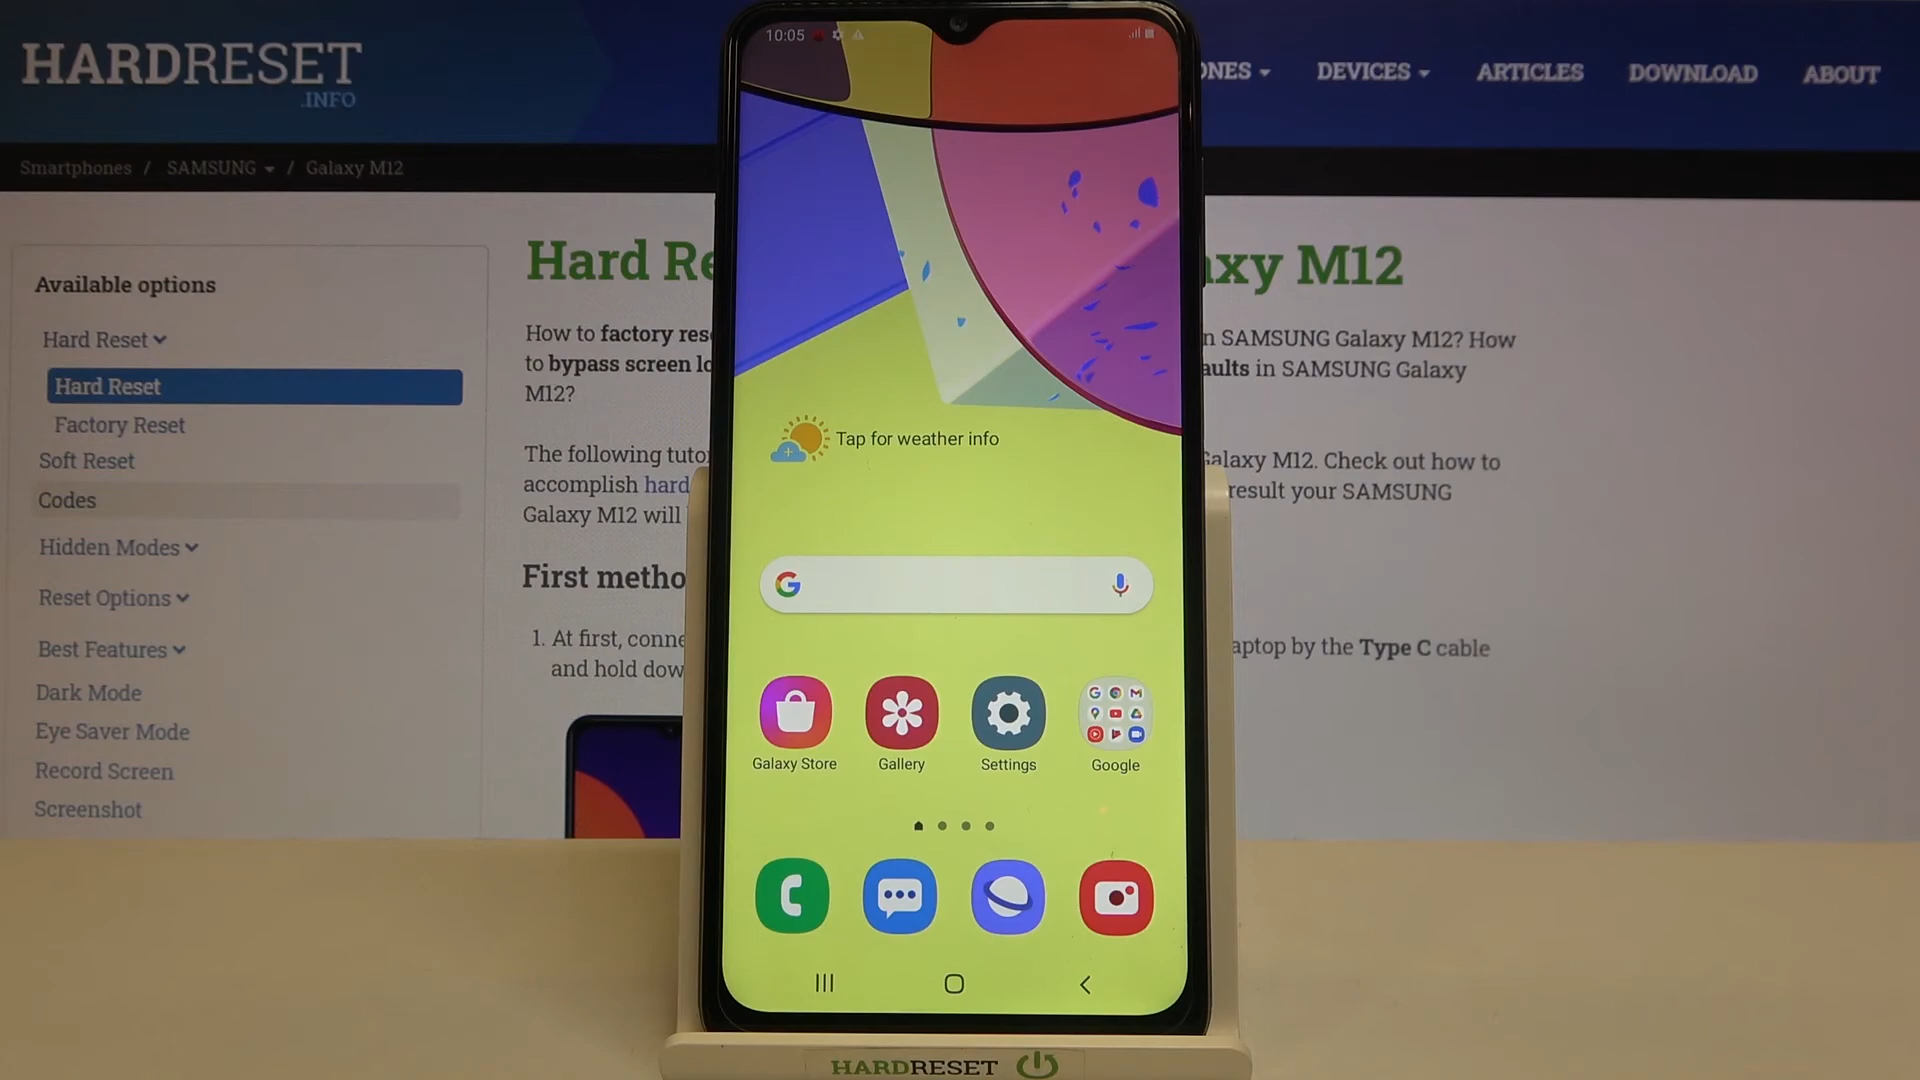 HARDRESET
.INFO
ONES
DEVICES
ARTICLES
DOWNLOAD
ABOUT
Smartphones / SAMSUNG / Galaxy M12
Available options
Hard Reset
Hard Reset
Factory Reset
Soft Reset
Codes
Hidden Modes
Reset Options
Best Features
Dark Mode
Eye Saver Mode
Record Screen
Screenshot
Hard Re
xy M12
How to factory res
n SAMSUNG Galaxy M12? How
to bypass screen lo
aults in SAMSUNG Galaxy
M12?
The following tuto
Galaxy M12. Check out how to
accomplish hard
result your SAMSUNG
Galaxy M12 will
First metho
1. At first, conne
aptop by the Type C cable
and hold dow
10:05
Tap for weather info
G
Galaxy Store
Gallery
Settings
Google
HARDRESET